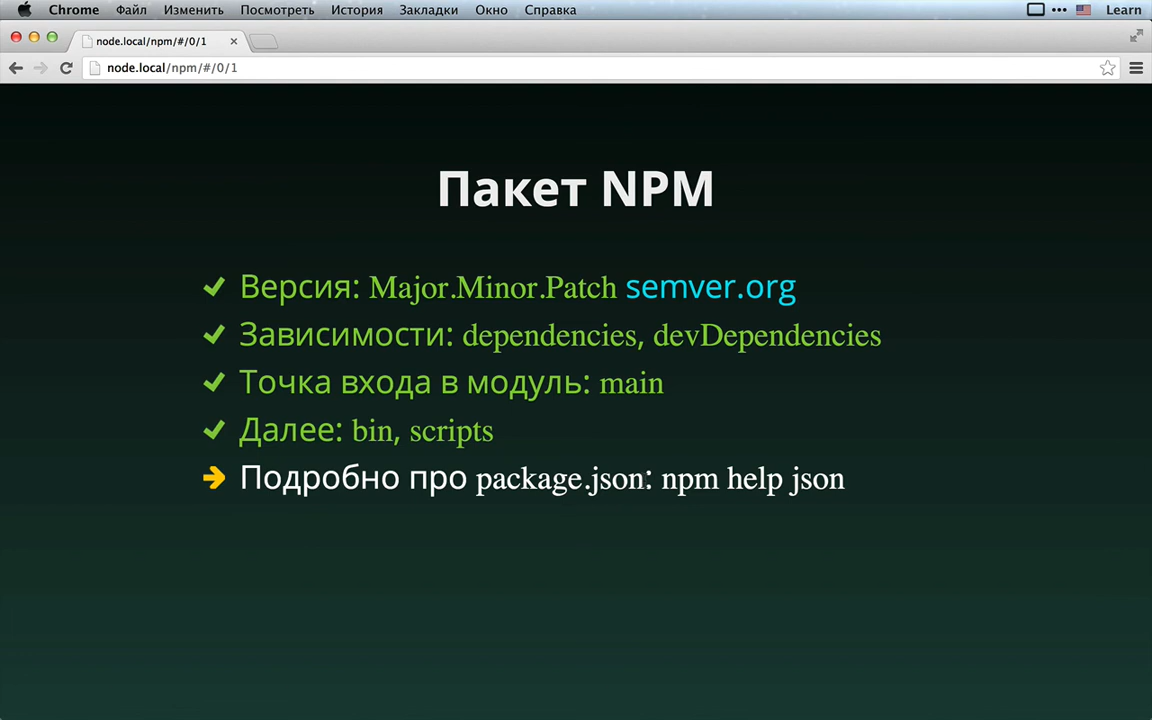 Chrome Файл Изменить Посмотреть История Закладки Окно Справка Learn
node.local/npm/#/0/1
node.local/npm/#/0/1
Пакет NPM
Версия: Major.Minor.Patch semver.org
Зависимости: dependencies, devDependencies
Точка входа в модуль: main
Далее: bin, scripts
Подробно про package.json: npm help json